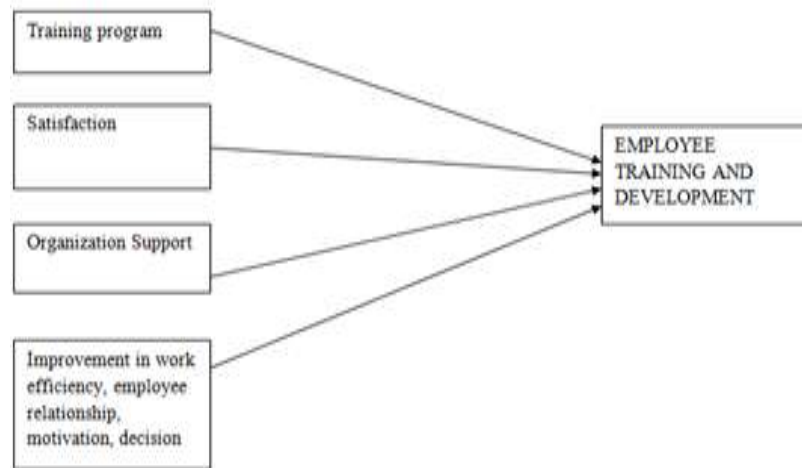 Training program
Satisfaction
Organization Support
Improvement in work
efficiency, employee
relationship,
motivation, decision
EMPLOYEE
TRAINING AND
DEVELOPMENT